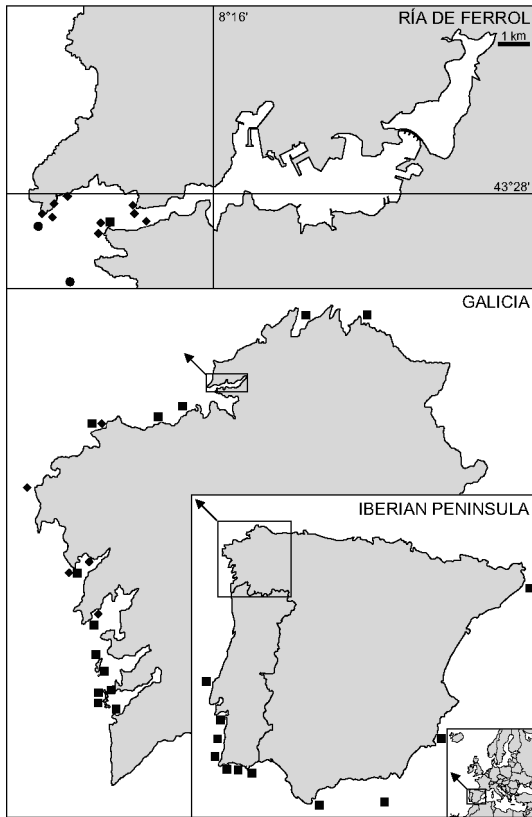 8°16'
RÍA DE FERROL
1 km
43°28'
GALICIA
IBERIAN PENINSULA